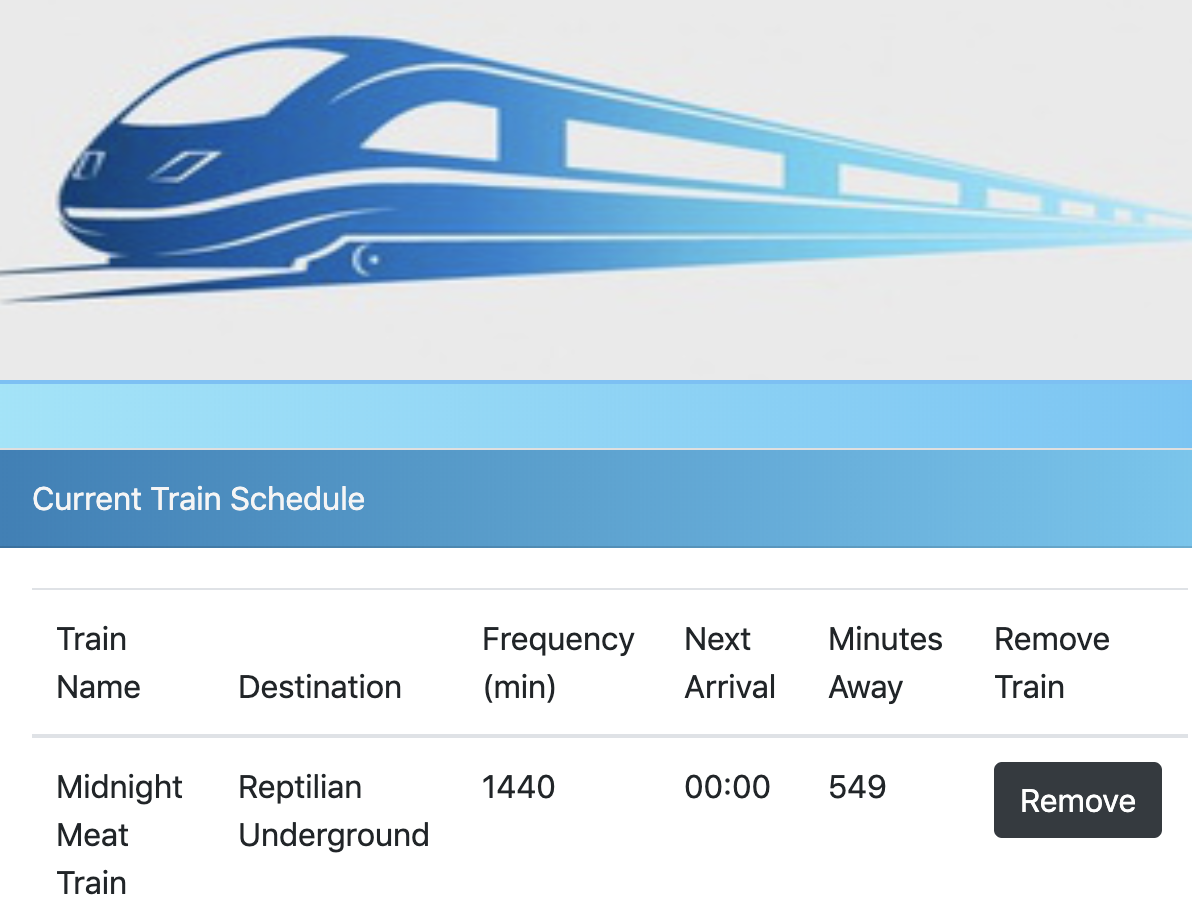 Current Train Schedule
Train Name
Destination
Frequency (min)
Next Arrival
Minutes Away
Remove Train
Midnight Meat Train
Reptilian Underground
1440
00:00
549
Remove